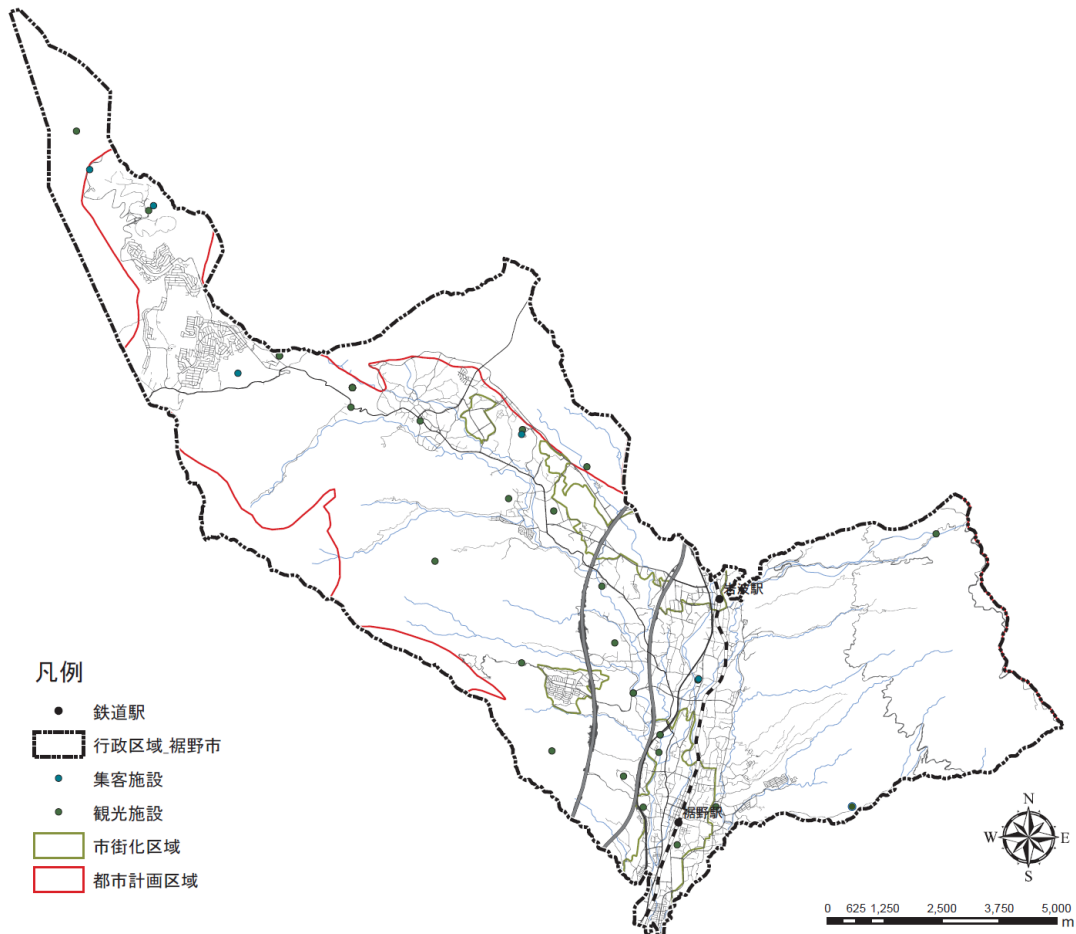 岩波駅
裾野駅
凡例
鉄道駅
行政区域_裾野市
集客施設
観光施設
市街化区域
都市計画区域
N
W
E
S
0 625 1,250 2,500 3,750 5,000
m